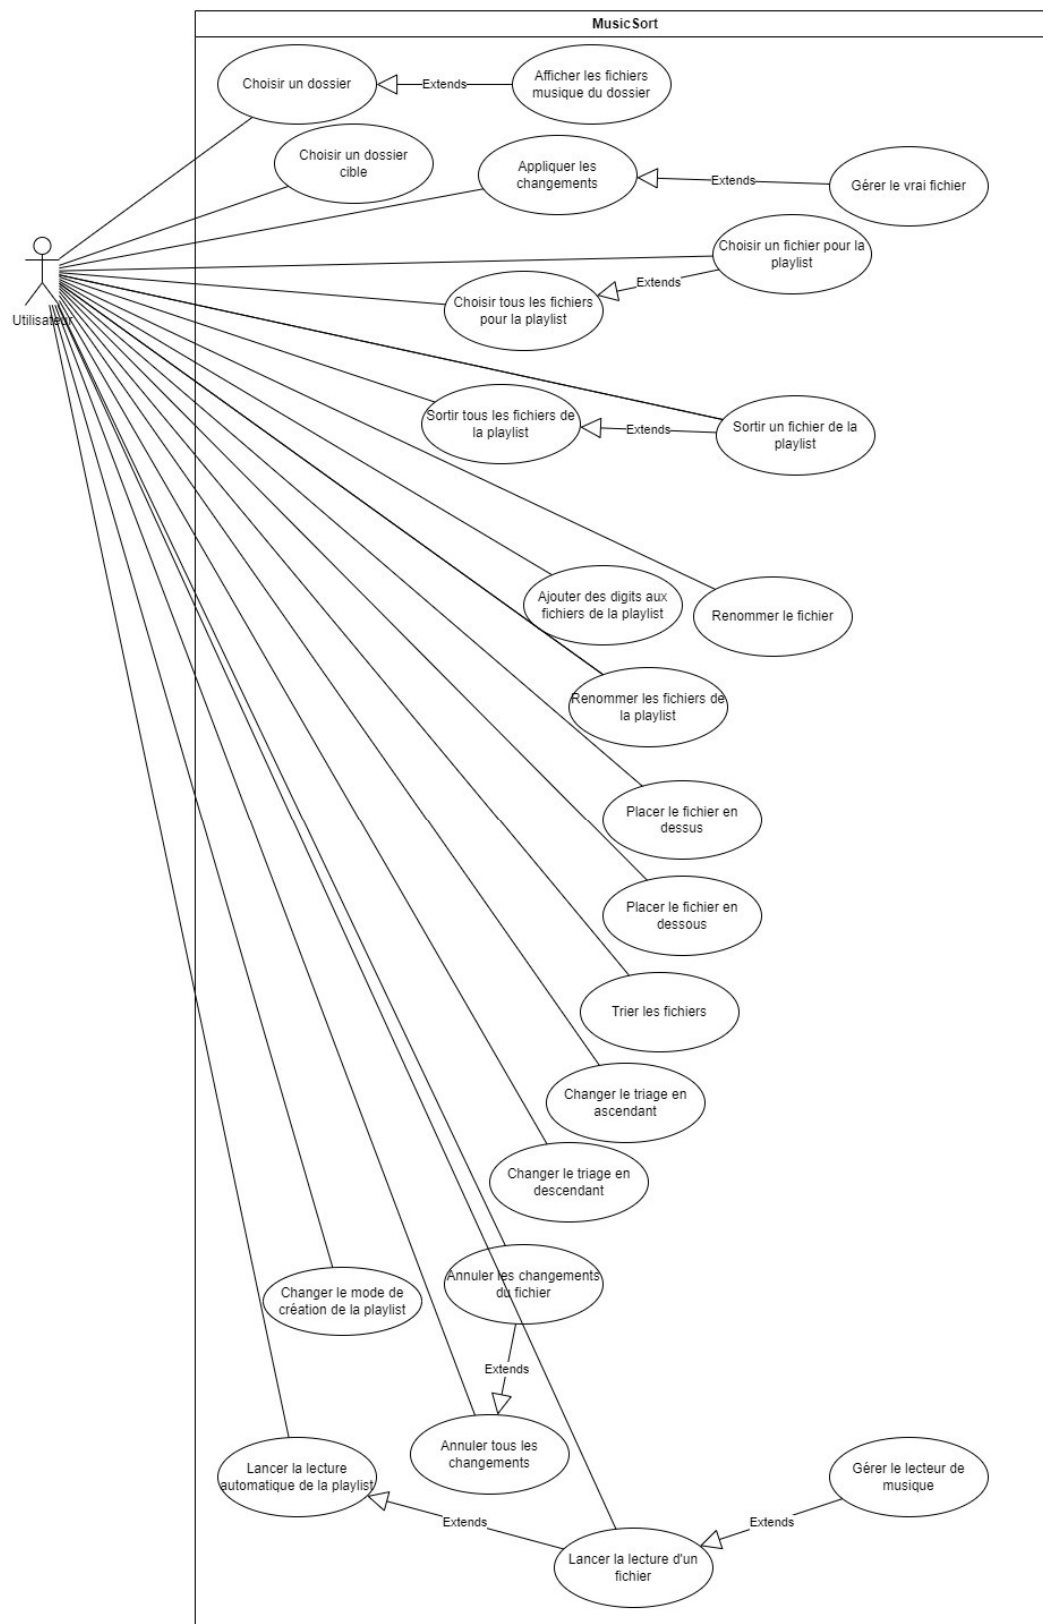 MusicSort
Choisir un dossier
Extends
Afficher les fichiers
musique du dossier
Choisir un dossier
cible
Appliquer les
changements
Extends
Gérer le vrai fichier
Utilisateur
Choisir un fichier pour la
playlist
Extends
Choisir tous les fichiers
pour la playlist
Sortir tous les fichiers de
la playlist
Extends
Sortir un fichier de la
playlist
Ajouter des digits aux
fichiers de la playlist
Renommer le fichier
Renommer les fichiers de
la playlist
Placer le fichier en
dessus
Placer le fichier en
dessous
Trier les fichiers
Changer le triage en
ascendant
Changer le triage en
descendant
Annuler les changements
du fichier
Changer le mode de
création de la playlist
Extends
Annuler tous les
changements
Lancer la lecture
automatique de la playlist
Gérer le lecteur de
musique
Extends
Extends
Lancer la lecture d'un
fichier